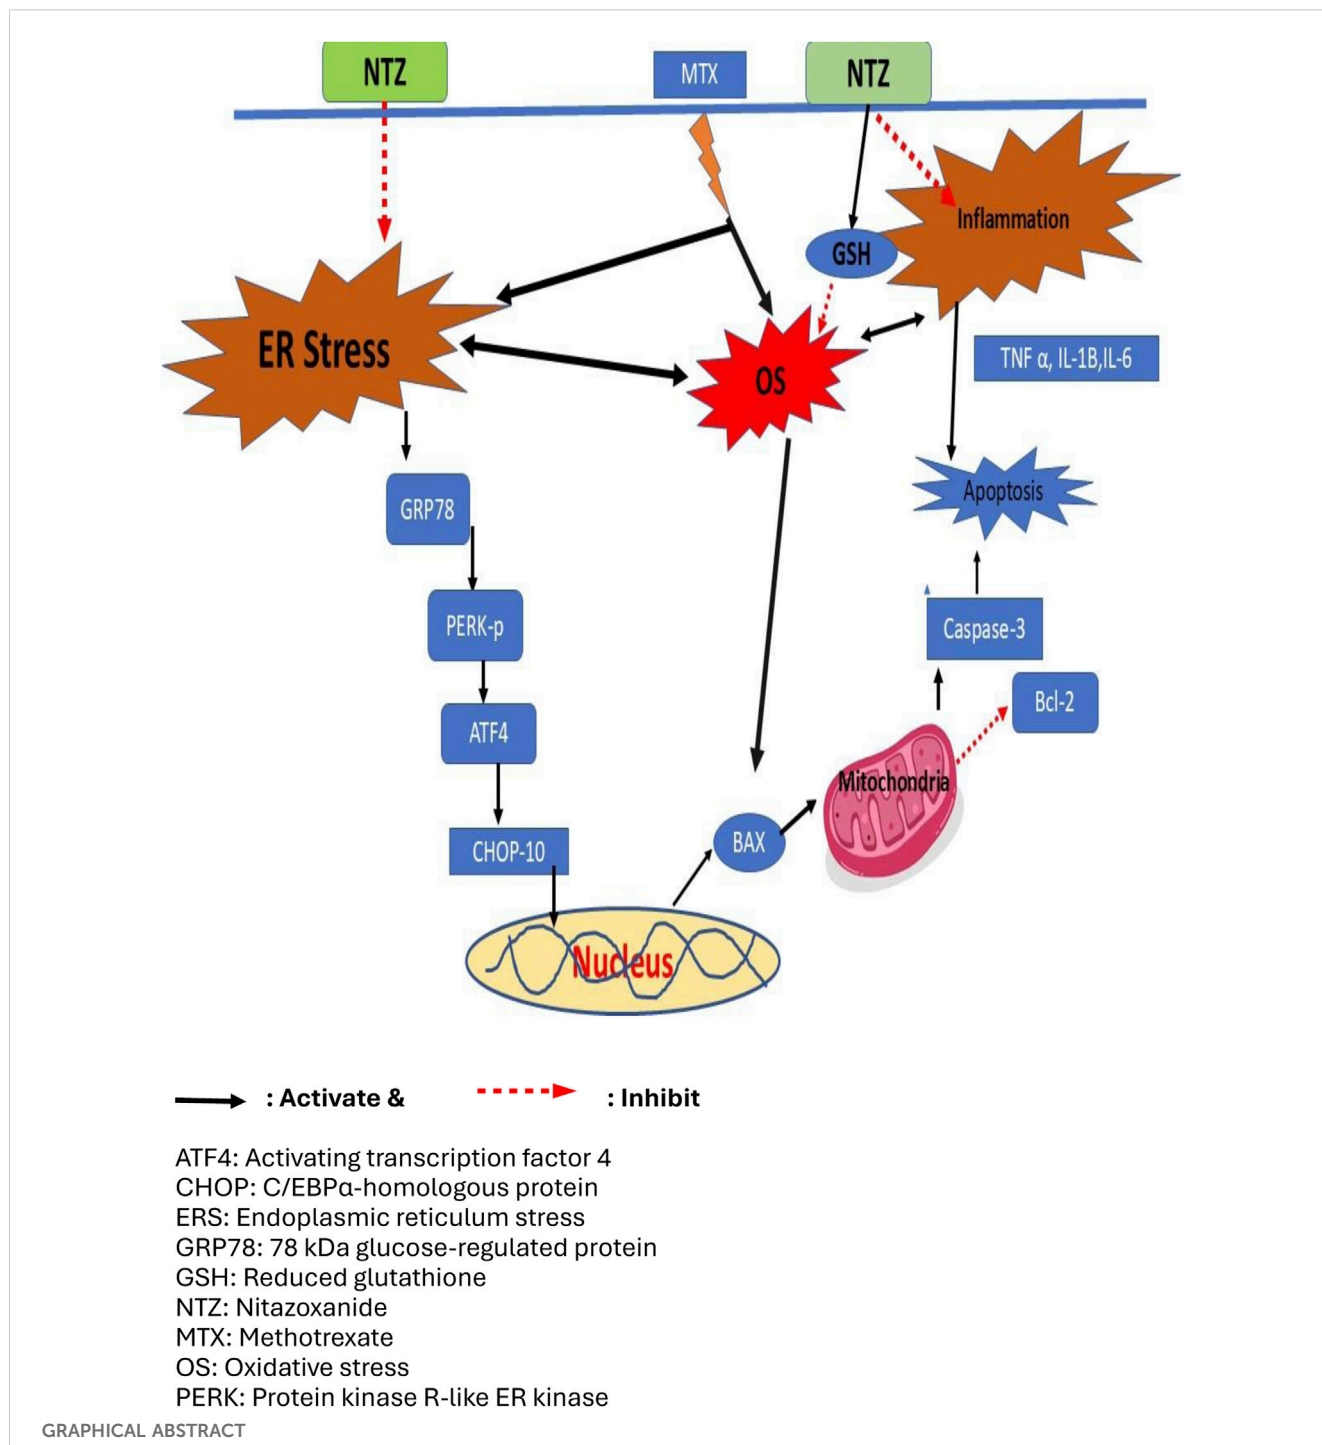 NTZ
MTX
NTZ
Inflammation
GSH
ER Stress
OS
TNF α, IL-1B,IL-6
GRP78
Apoptosis
PERK-p
Caspase-3
ATF4
Bcl-2
Mitochondria
CHOP-10
BAX
Nucleus
: Activate & : Inhibit
ATF4: Activating transcription factor 4
CHOP: C/EBPα-homologous protein
ERS: Endoplasmic reticulum stress
GRP78: 78 kDa glucose-regulated protein
GSH: Reduced glutathione
NTZ: Nitazoxanide
MTX: Methotrexate
OS: Oxidative stress
PERK: Protein kinase R-like ER kinase
GRAPHICAL ABSTRACT